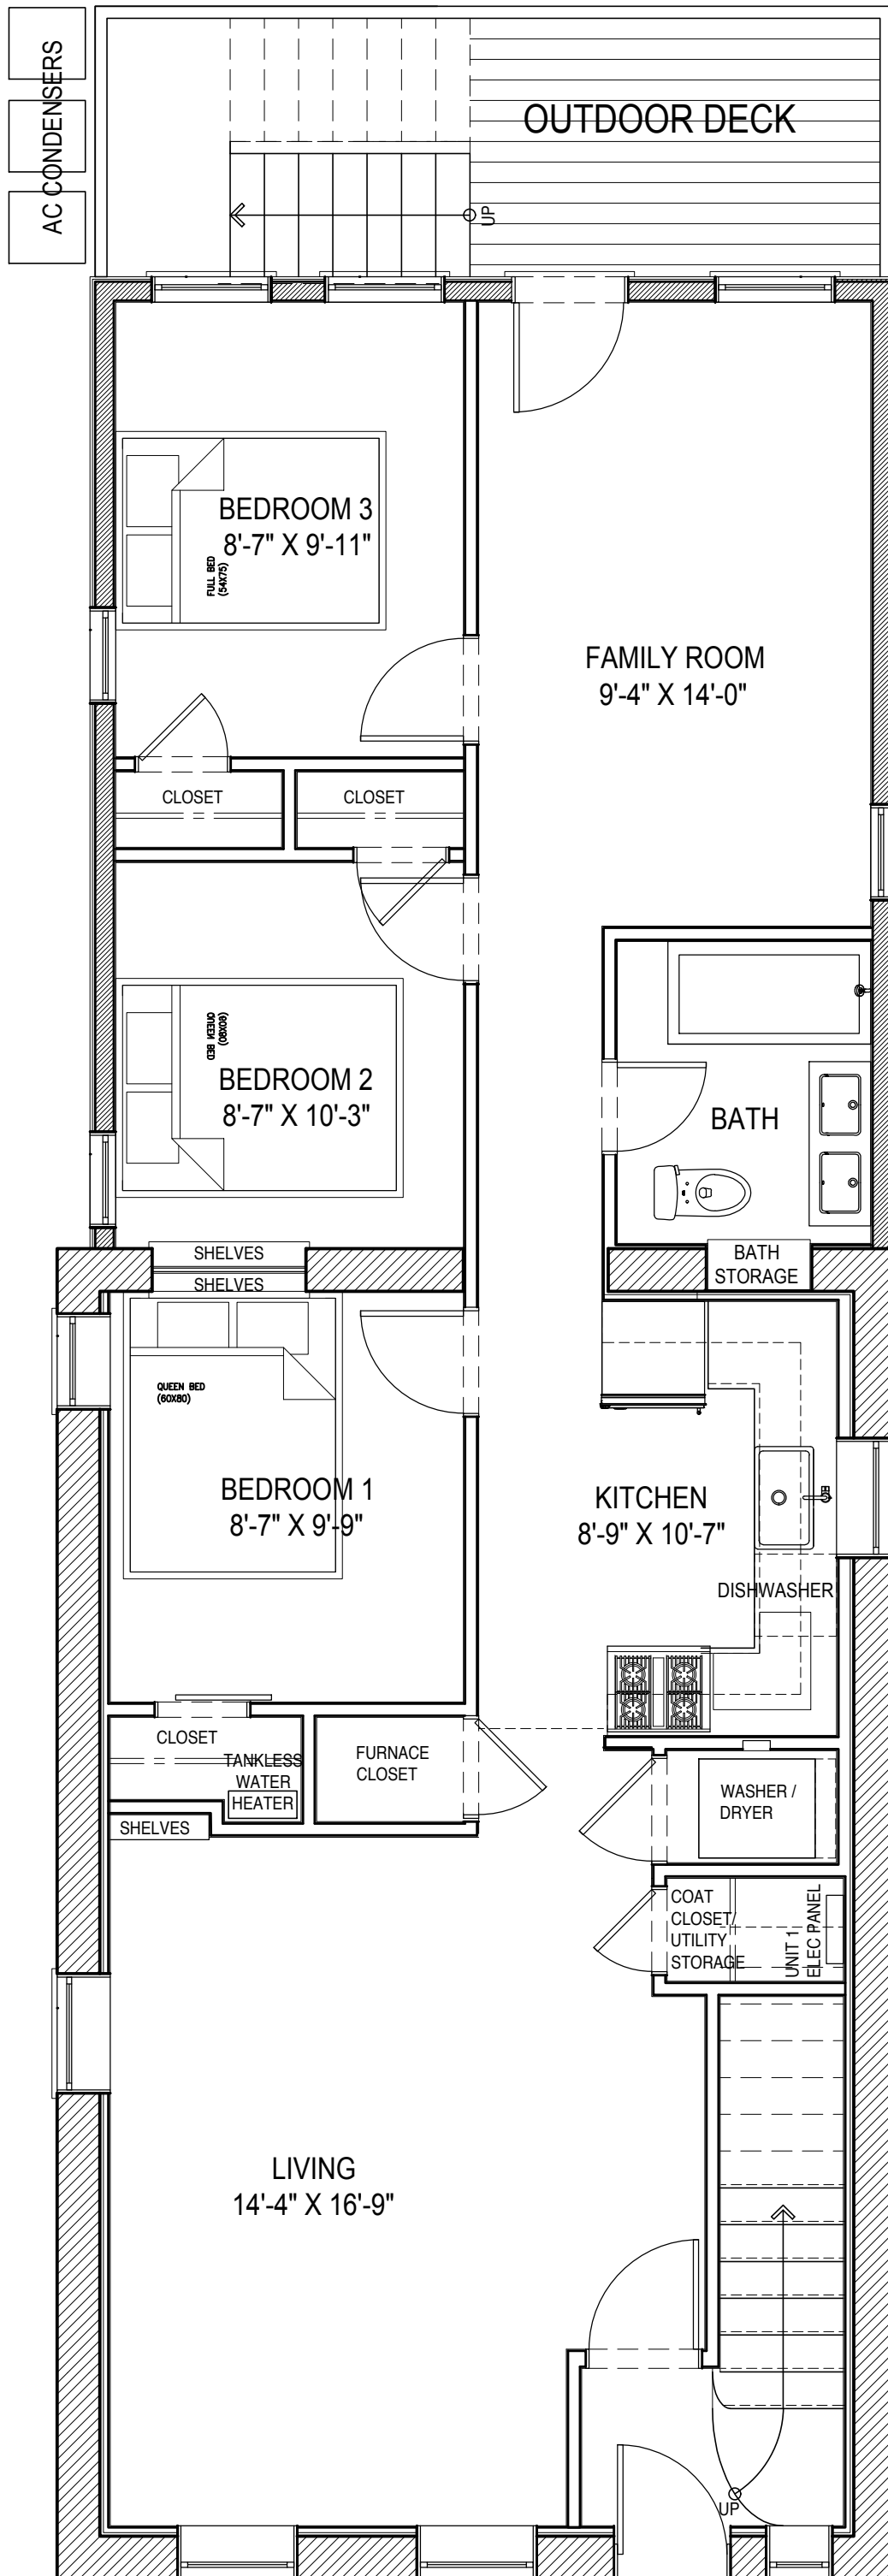 AC CONDENSERS
OUTDOOR DECK
UP
BEDROOM 3
8'-7" X 9'-11"
FULL BED
(54X75)
FAMILY ROOM
9'-4" X 14'-0"
CLOSET
CLOSET
QUEEN BED
(60X80)
BEDROOM 2
8'-7" X 10'-3"
BATH
SHELVES
SHELVES
BATH
STORAGE
QUEEN BED
(60X80)
BEDROOM 1
8'-7" X 9'-9"
KITCHEN
8'-9" X 10'-7"
DISHWASHER
CLOSET
TANKLESS
WATER
HEATER
FURNACE
CLOSET
WASHER /
DRYER
SHELVES
COAT
CLOSET/
UTILITY
STORAGE
UNIT 1
ELEC PANEL
LIVING
14'-4" X 16'-9"
UP